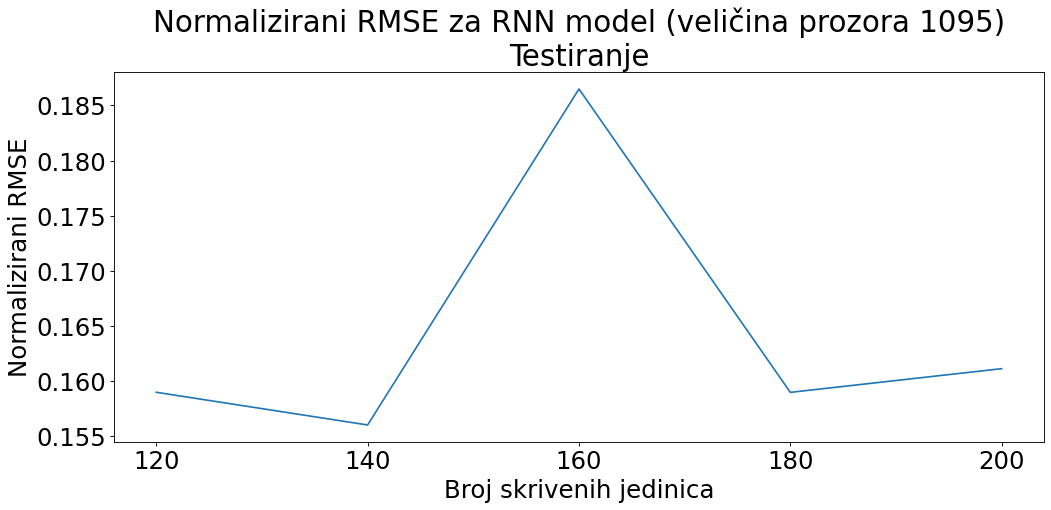 Normalizirani RMSE za RNN model (veličina prozora 1095)
Testiranje
Normalizirani RMSE
0.185
0.180
0.175
0.170
0.165
0.160
0.155
120 140 160 180 200
Broj skrivenih jedinica